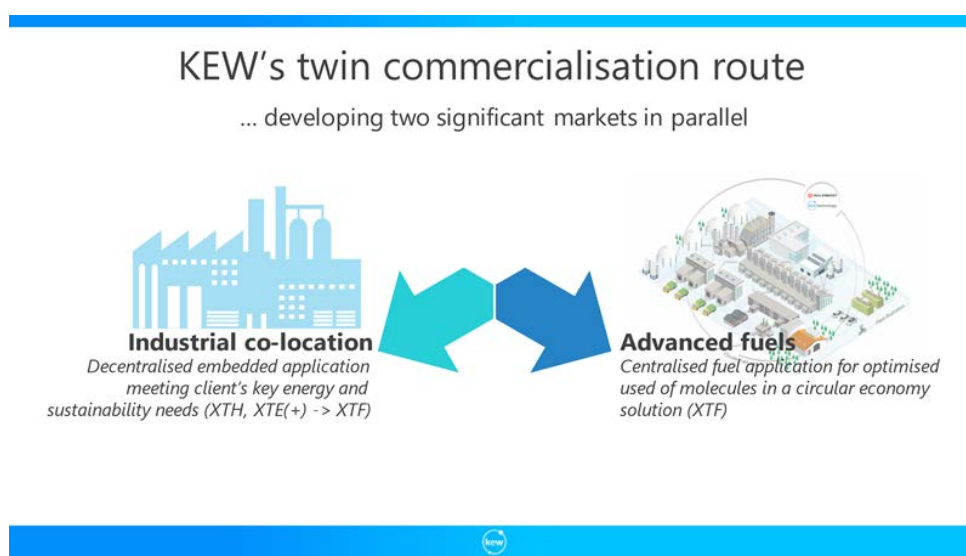 KEW's twin commercialisation route
... developing two significant markets in parallel
Industrial co-location
Decentralised embedded application
meeting client's key energy and
sustainability needs (XTH, XTE(+) -> XTF)
Advanced fuels
Centralised fuel application for optimised
used of molecules in a circular economy
solution (XTF)
kew